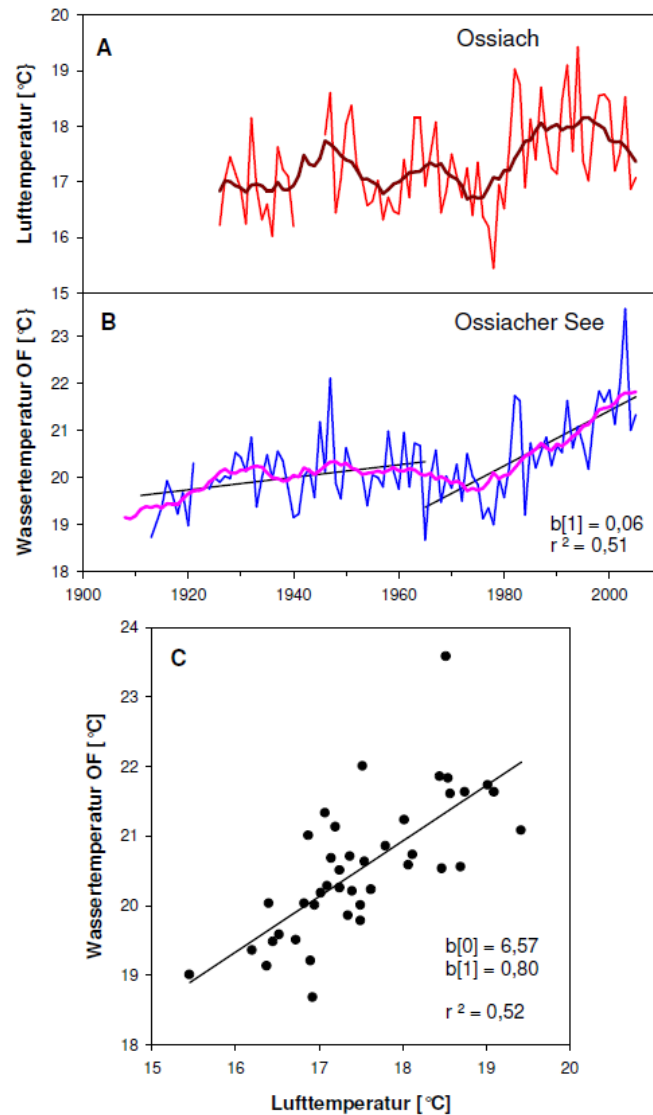 A
Ossiach
Lufttemperatur [°C}
20
19
18
17
16
15
B
Ossiacher See
Wassertemperatur OF [°C}
23
22
21
20
19
18
b[1] = 0,06
r ² = 0,51
1900
1920
1940
1960
1980
2000
C
Wassertemperatur OF [°C]
24
23
22
21
20
19
18
b[0] = 6,57
b[1] = 0,80
r ² = 0,52
15
16
17
18
19
20
Lufttemperatur [°C]